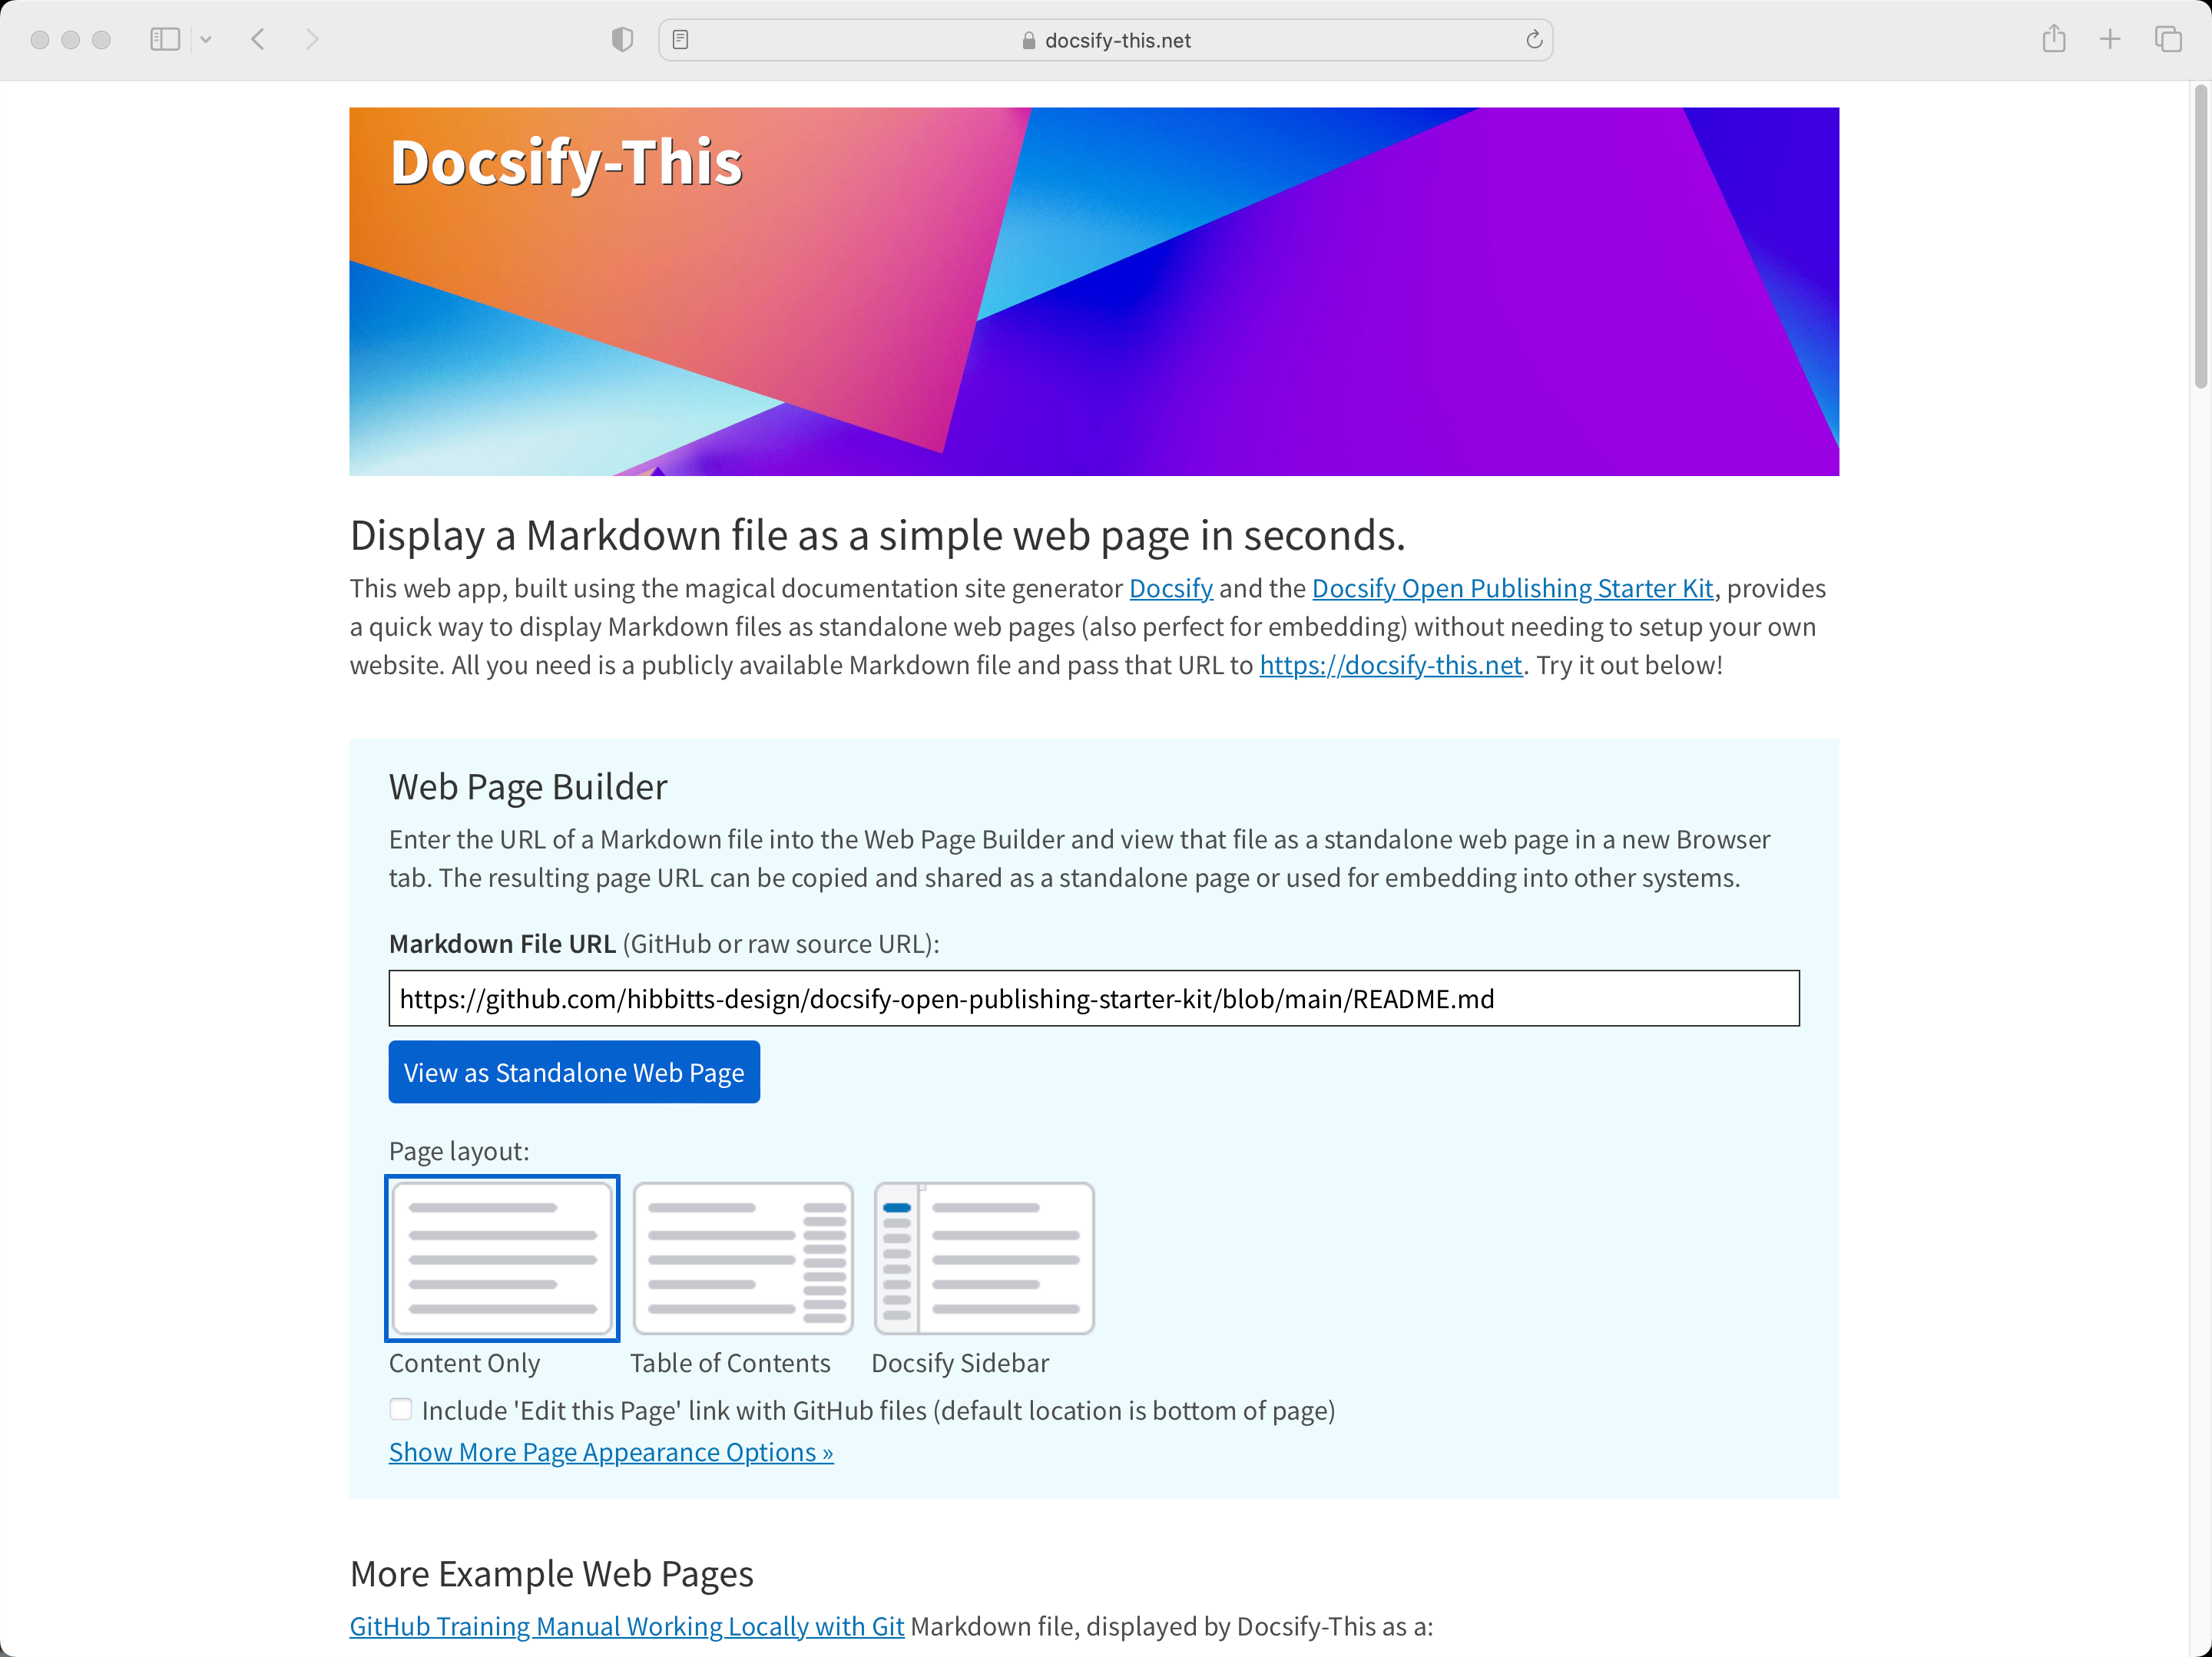 docsify-this.net
Docsify-This
Display a Markdown file as a simple web page in seconds.
This web app, built using the magical documentation site generator Docsify and the Docsify Open Publishing Starter Kit, provides
a quick way to display Markdown files as standalone web pages (also perfect for embedding) without needing to setup your own
website. All you need is a publicly available Markdown file and pass that URL to https://docsify-this.net. Try it out below!
Web Page Builder
Enter the URL of a Markdown file into the Web Page Builder and view that file as a standalone web page in a new Browser
tab. The resulting page URL can be copied and shared as a standalone page or used for embedding into other systems.
Markdown File URL (GitHub or raw source URL):
https://github.com/hibbitts-design/docsify-open-publishing-starter-kit/blob/main/README.md
View as Standalone Web Page
Page layout:
Content Only Table of Contents Docsify Sidebar
Include 'Edit this Page' link with GitHub files (default location is bottom of page)
Show More Page Appearance Options »
More Example Web Pages
GitHub Training Manual Working Locally with Git Markdown file, displayed by Docsify-This as a: